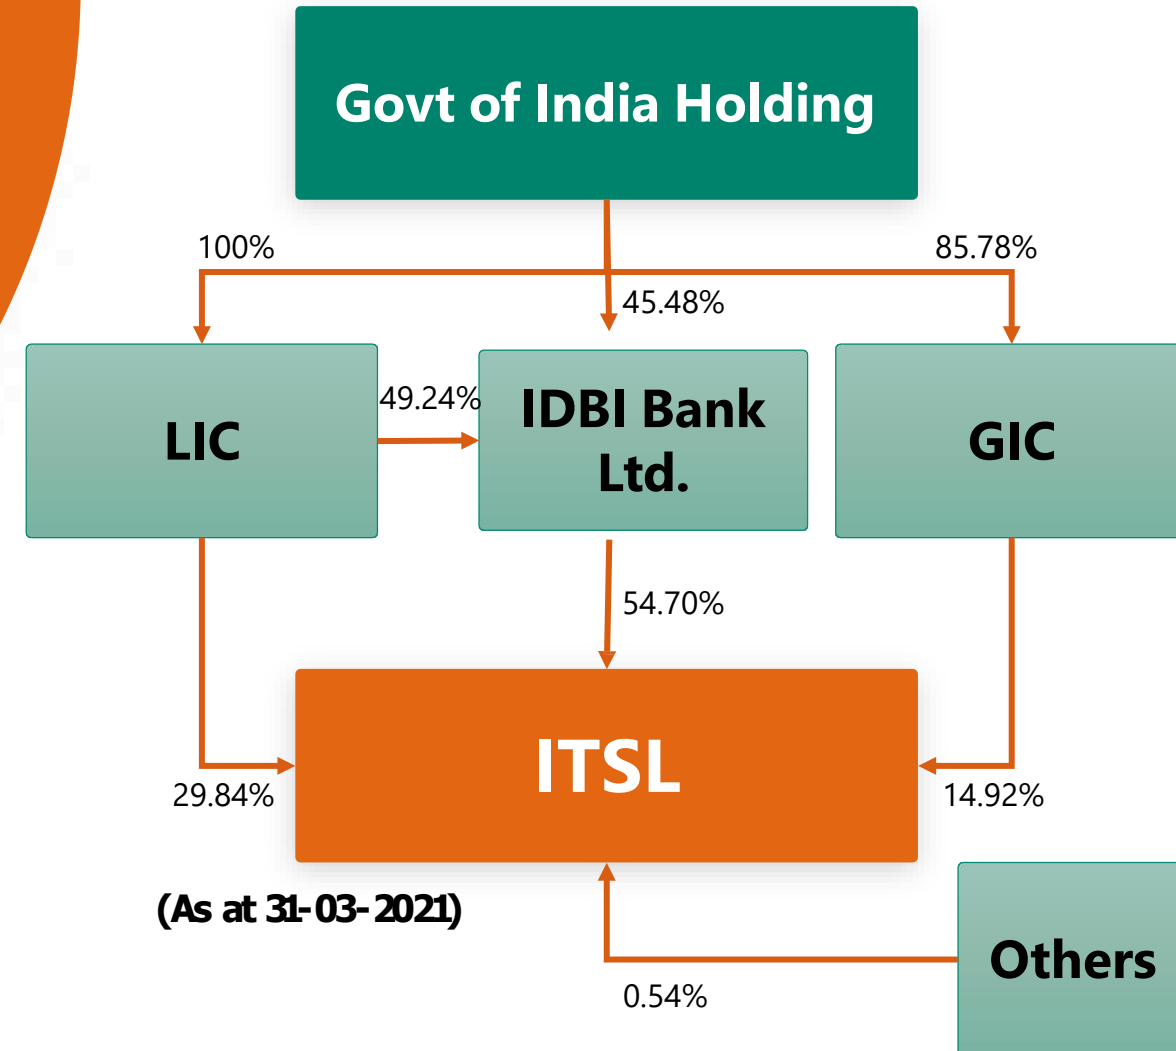 Govt of India Holding
100%
85.78%
45.48%
49.24%
LIC
IDBI Bank
Ltd.
GIC
54.70%
ITSL
29.84%
14.92%
(As at 31-03-2021)
Others
0.54%